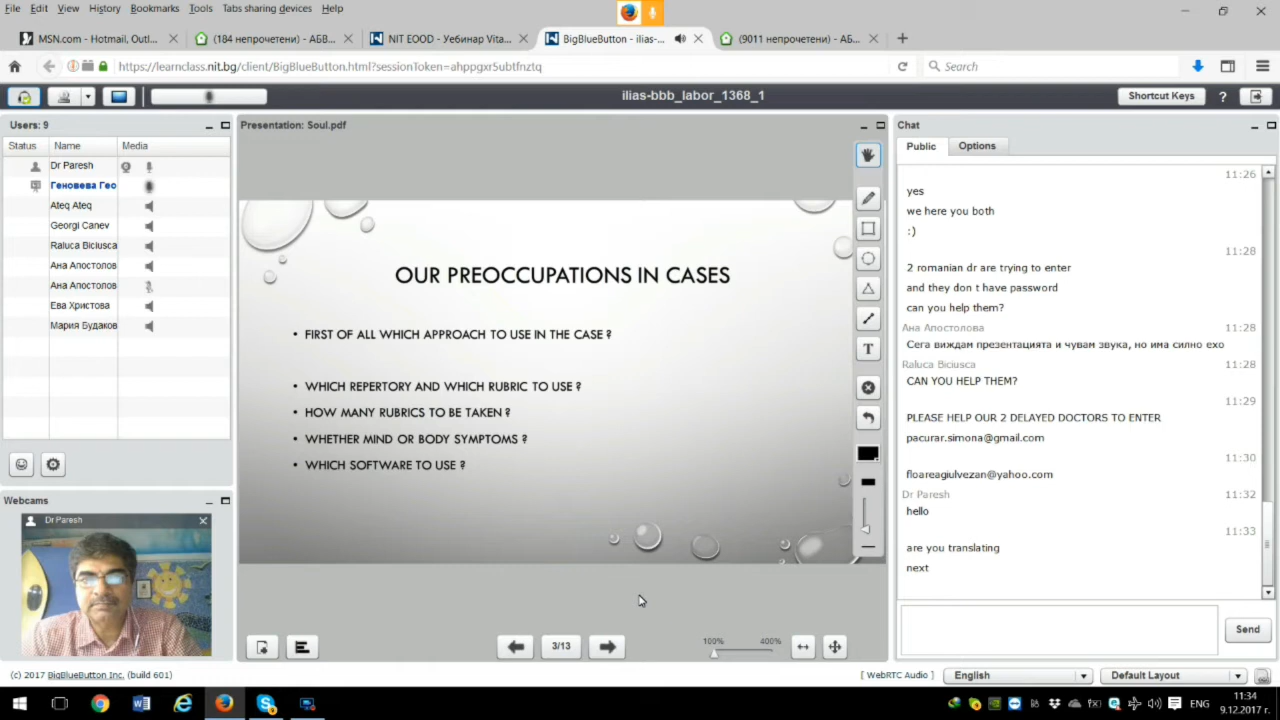 File Edit View History Bookmarks Tools Tabs sharing devices Help
MSN.com - Hotmail, Outl...
(184 непрочетени) - АБВ...
NIT EOOD - Уебинар Vita...
BigBlueButton - ilias-...
(9011 непрочетени) - АБ...
https://learnclass.nit.bg/client/BigBlueButton.html?sessionToken=ahppgxr5ubtfnztq
Search
ilias-bbb_labor_1368_1
Shortcut Keys
?
Users: 9
Status Name Media
Dr Paresh
Геновева Гео
Ateq Ateq
Georgi Canev
Raluca Biciusca
Ана Апостолов
Ана Апостолов
Ева Христова
Мария Будаков
Webcams
Dr Paresh
Presentation: Soul.pdf
OUR PREOCCUPATIONS IN CASES
• FIRST OF ALL WHICH APPROACH TO USE IN THE CASE ?
• WHICH REPERTORY AND WHICH RUBRIC TO USE ?
• HOW MANY RUBRICS TO BE TAKEN ?
• WHETHER MIND OR BODY SYMPTOMS ?
• WHICH SOFTWARE TO USE ?
T
3/13
100% 400%
Chat
Public Options
11:26
yes
we here you both
:)
11:28
2 romanian dr are trying to enter
and they don t have password
can you help them?
Ана Апостолова 11:28
Сега виждам презентацията и чувам звука, но има силно ехо
Raluca Biciusca 11:28
CAN YOU HELP THEM?
11:29
PLEASE HELP OUR 2 DELAYED DOCTORS TO ENTER
pacurar.simona@gmail.com
11:30
floareagiulvezan@yahoo.com
Dr Paresh 11:32
hello
11:33
are you translating
next
Send
(c) 2017 BigBlueButton Inc. (build 601)
[ WebRTC Audio ]
English
Default Layout
ENG
11:34
9.12.2017 г.